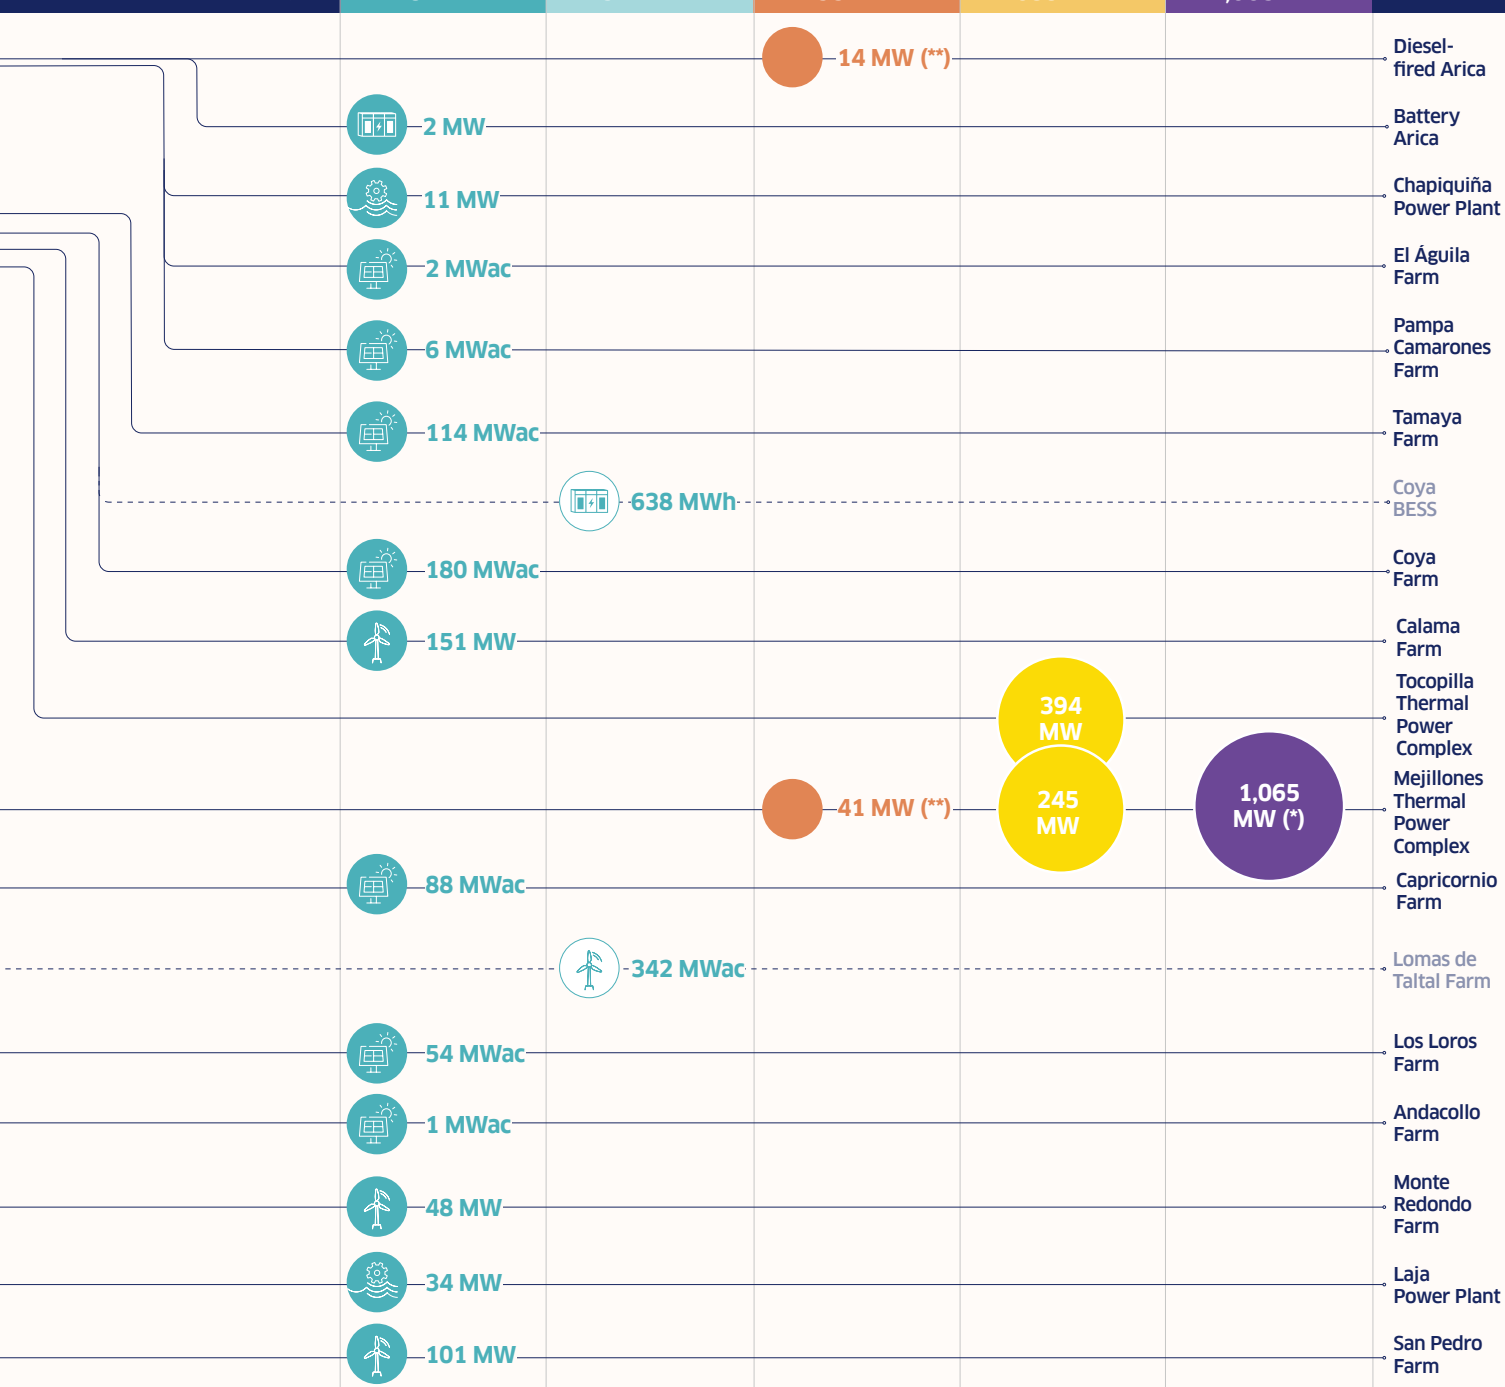 14 MW (**)
Diesel-
fired Arica
2 MW
Battery
Arica
11 MW
Chapiquiña
Power Plant
2 MWac
El Águila
Farm
6 MWac
Pampa
Camarones
Farm
114 MWac
Tamaya
Farm
638 MWh
Coya
BESS
180 MWac
Coya
Farm
151 MW
Calama
Farm
394
MW
Tocopilla
Thermal
Power
Complex
41 MW (**)
245
MW
1,065
MW (*)
Mejillones
Thermal
Power
Complex
88 MWac
Capricornio
Farm
342 MWac
Lomas de
Taltal Farm
54 MWac
Los Loros
Farm
1 MWac
Andacollo
Farm
48 MW
Monte
Redondo
Farm
34 MW
Laja
Power Plant
101 MW
San Pedro
Farm